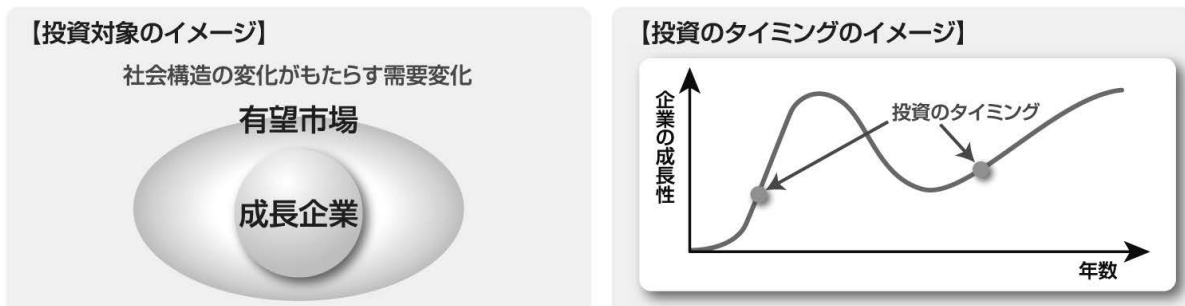 【投資対象のイメージ】
社会構造の変化がもたらす需要変化
有望市場
成長企業
【投資のタイミングのイメージ】
企業の成長性
投資のタイミング
年数